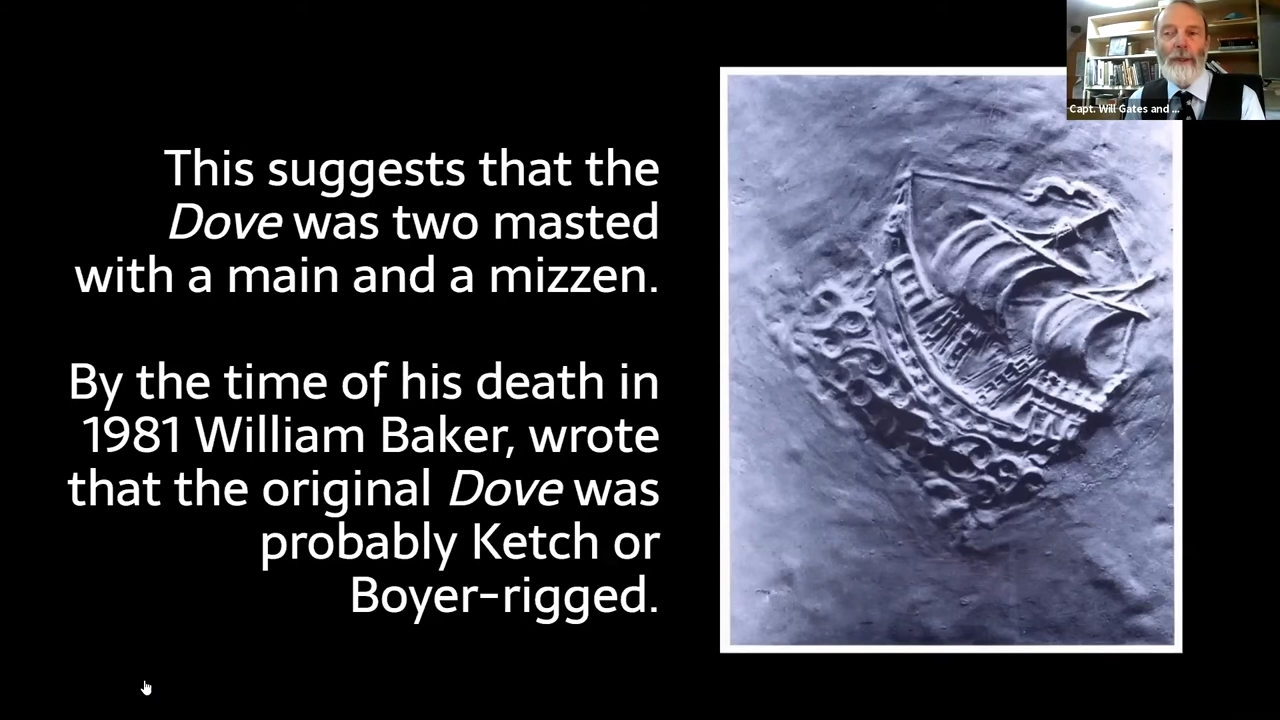 Capt. Will Gates and ...
This suggests that the
Dove was two masted
with a main and a mizzen.
By the time of his death in
1981 William Baker, wrote
that the original Dove was
probably Ketch or
Boyer-rigged.